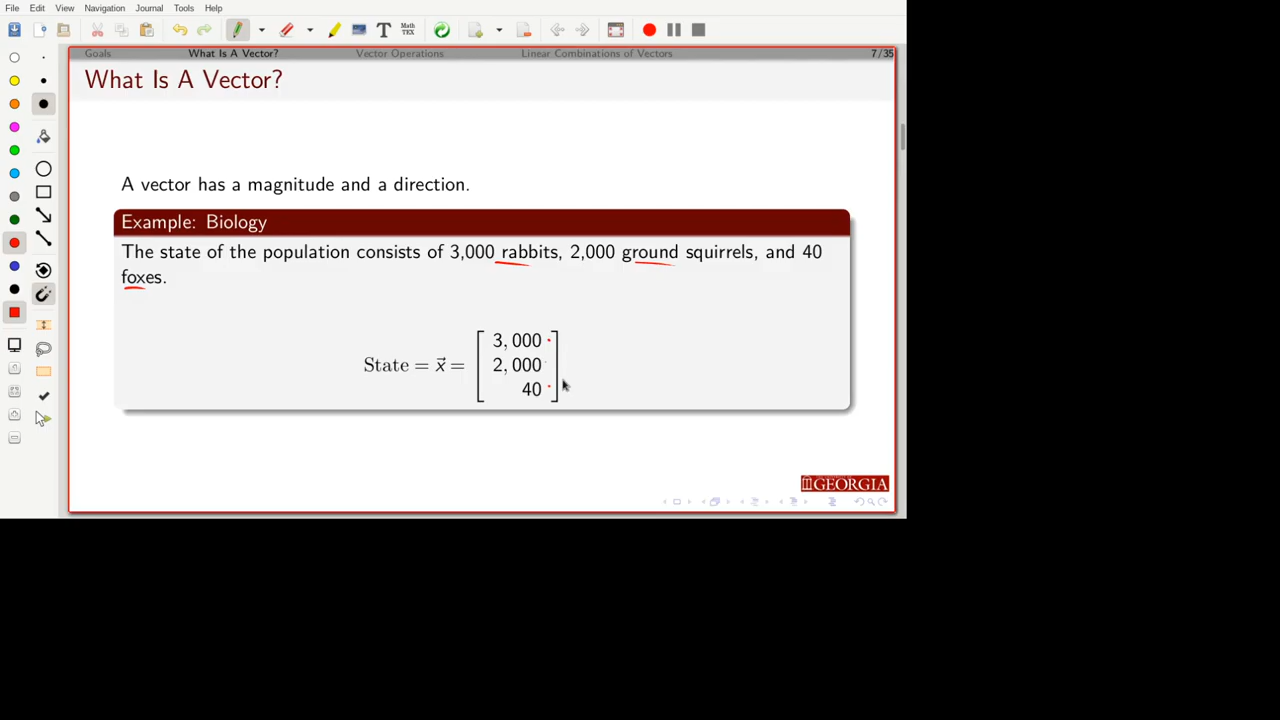 File Edit View Navigation Journal Tools Help
T Math TEX
Goals What Is A Vector? Vector Operations Linear Combinations of Vectors 7/35
What Is A Vector?
A vector has a magnitude and a direction.
Example: Biology
The state of the population consists of 3,000 rabbits, 2,000 ground squirrels, and 40
foxes.
3,000
State = x⃗ = 2,000
40
GEORGIA